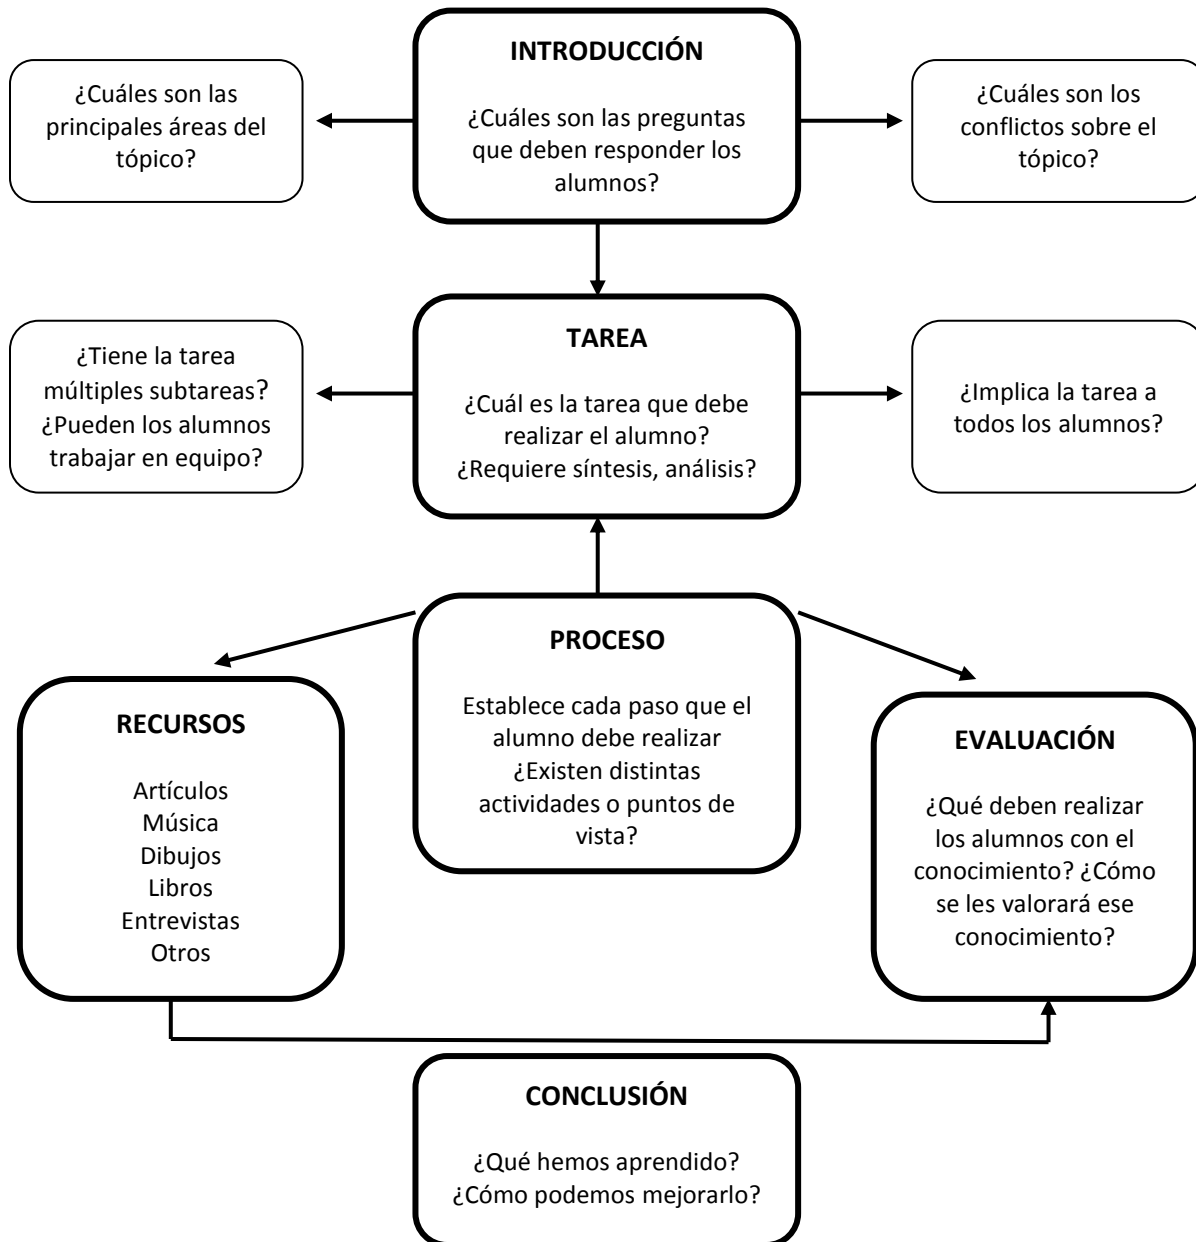 INTRODUCCIÓN
¿Cuáles son las preguntas
que deben responder los
alumnos?
¿Cuáles son las
principales áreas del
tópico?
¿Cuáles son los
conflictos sobre el
tópico?
TAREA
¿Cuál es la tarea que debe
realizar el alumno?
¿Requiere síntesis, análisis?
¿Tiene la tarea
múltiples subtareas?
¿Pueden los alumnos
trabajar en equipo?
¿Implica la tarea a
todos los alumnos?
PROCESO
Establece cada paso que el
alumno debe realizar
¿Existen distintas
actividades o puntos de
vista?
RECURSOS
Artículos
Música
Dibujos
Libros
Entrevistas
Otros
EVALUACIÓN
¿Qué deben realizar
los alumnos con el
conocimiento? ¿Cómo
se les valorará ese
conocimiento?
CONCLUSIÓN
¿Qué hemos aprendido?
¿Cómo podemos mejorarlo?